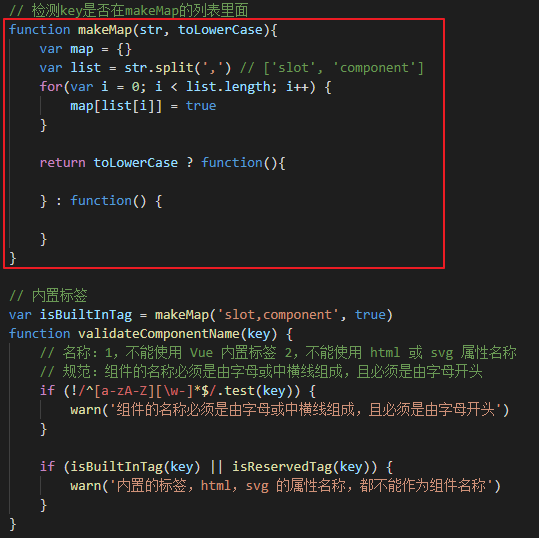 // 检测key是否在makeMap的列表里面
function makeMap(str, toLowerCase){
    var map = {}
    var list = str.split(',') // ['slot', 'component']
    for(var i = 0; i < list.length; i++) {
        map[list[i]] = true
    }
    return toLowerCase ? function(){
    } : function() {
    }
}
// 内置标签
var isBuiltInTag = makeMap('slot,component', true)
function validateComponentName(key) {
    // 名称: 1, 不能使用 Vue 内置标签 2, 不能使用 html 或 svg 属性名称
    // 规范: 组件的名称必须是由字母或中横线组成，且必须是由字母开头
    if (!/^[a-zA-Z][\w-]*$/.test(key)) {
        warn('组件的名称必须是由字母或中横线组成，且必须是由字母开头')
    }
    if (isBuiltInTag(key) || isReservedTag(key)) {
        warn('内置的标签，html，svg 的属性名称，都不能作为组件名称')
    }
}